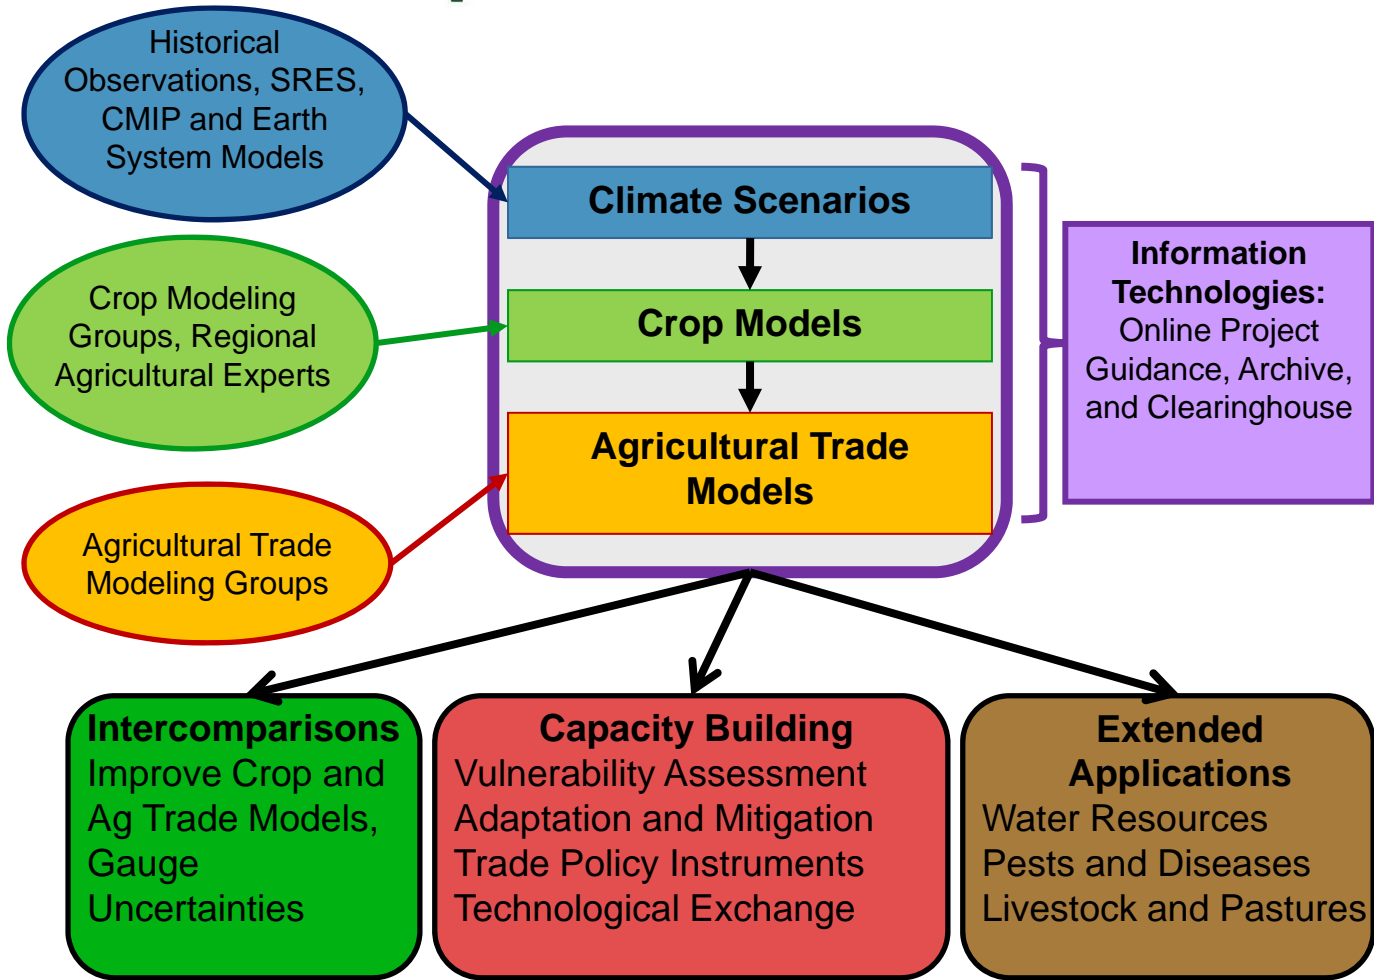 Historical
Observations, SRES,
CMIP and Earth
System Models
Climate Scenarios
Crop Modeling
Groups, Regional
Agricultural Experts
Crop Models
Agricultural Trade
Models
Agricultural Trade
Modeling Groups
Information
Technologies:
Online Project
Guidance, Archive,
and Clearinghouse
Intercomparisons
Improve Crop and
Ag Trade Models,
Gauge
Uncertainties
Capacity Building
Vulnerability Assessment
Adaptation and Mitigation
Trade Policy Instruments
Technological Exchange
Extended
Applications
Water Resources
Pests and Diseases
Livestock and Pastures